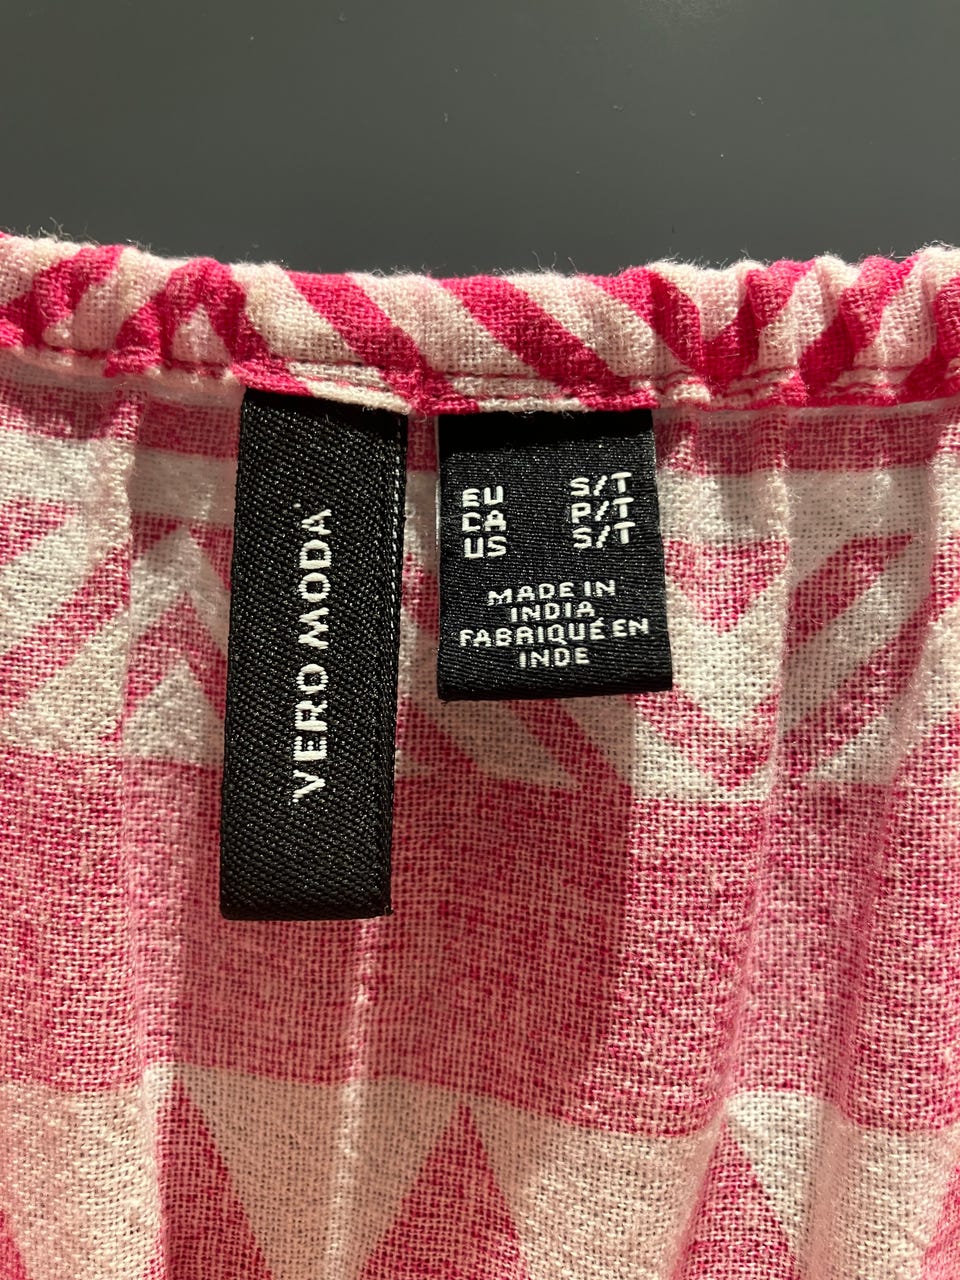 VERO MODA
EU S/T
CA P/T
US S/T
MADE IN
INDIA
FABRIQUÉ EN
INDE